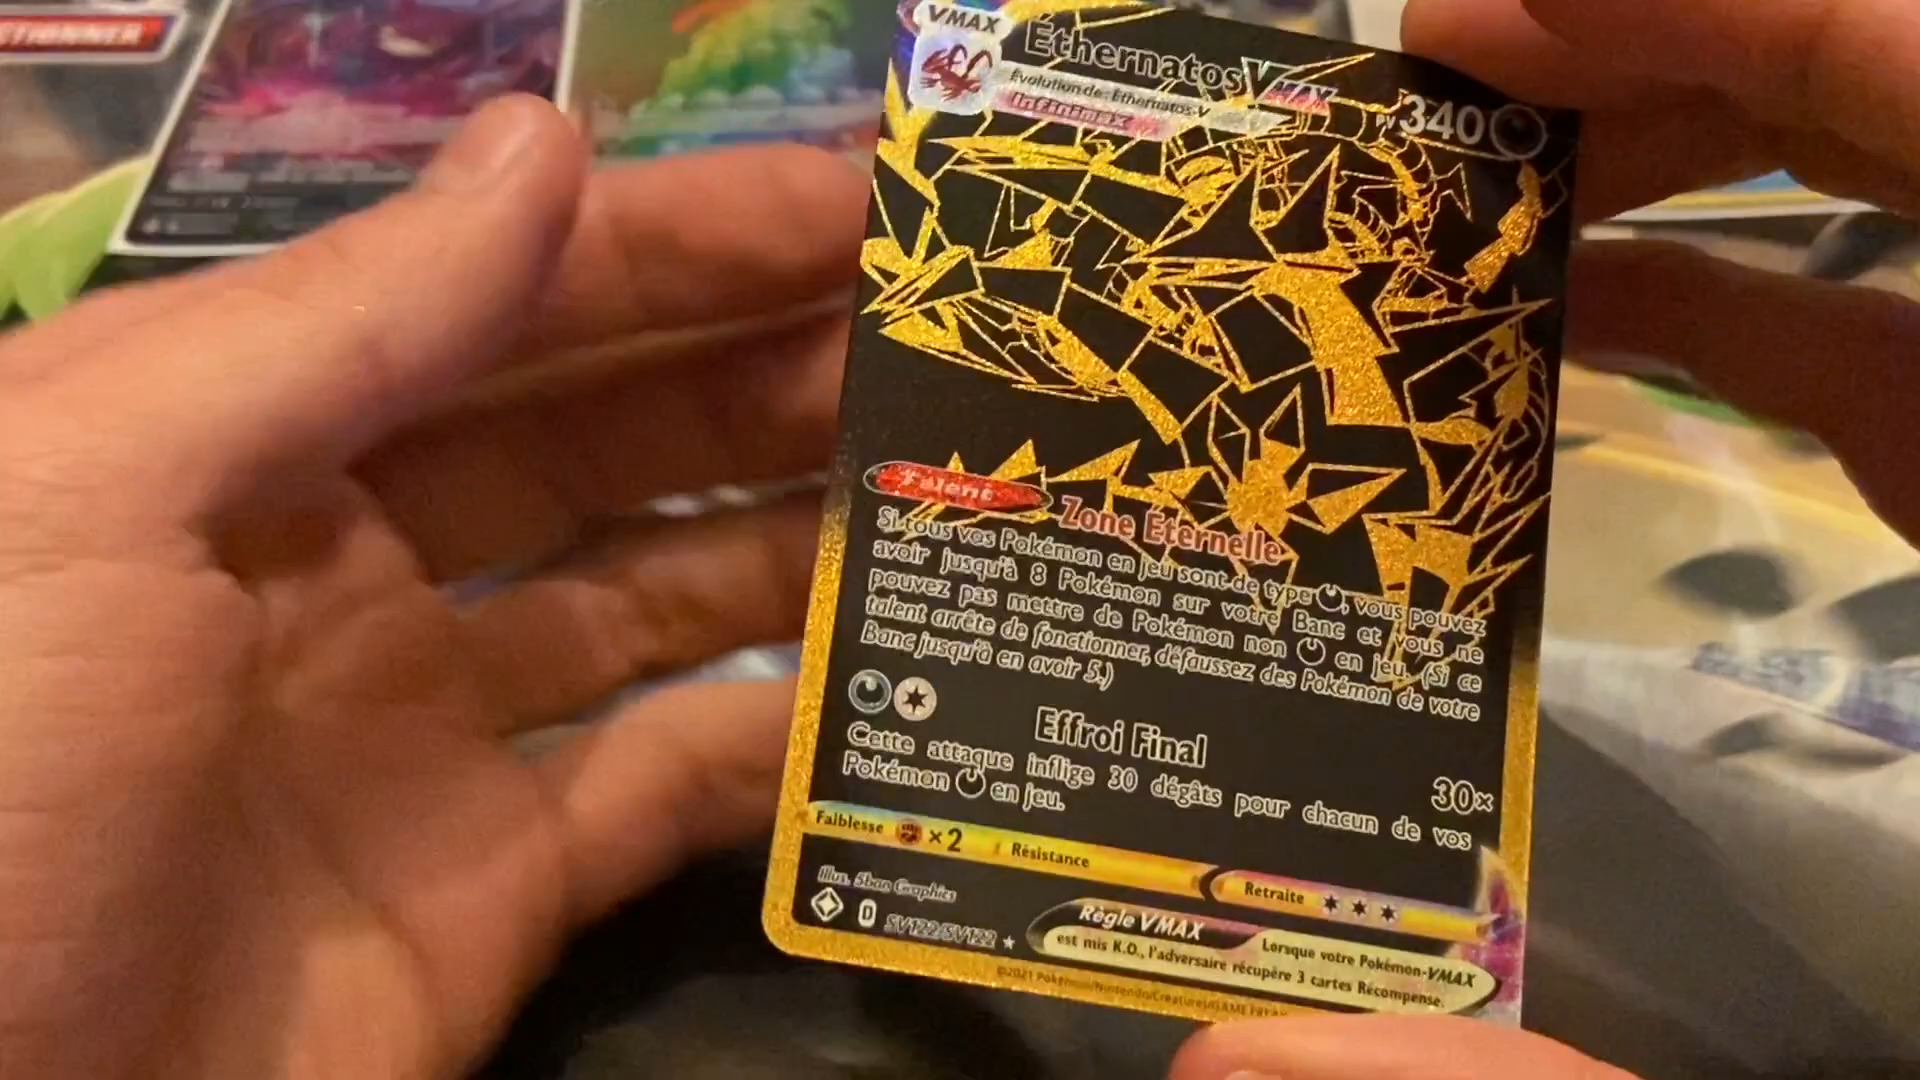 CTIONNER
VMAX
ÉthernatosVMAX
Évolution de : Éthernatos-V
Infinimax
PV 340
Talent
Zone Éternelle
Si tous vos Pokémon en jeu sont de type , vous pouvez
avoir jusqu'à 8 Pokémon sur votre Banc et vous ne
pouvez pas mettre de Pokémon non en jeu. (Si ce
talent arrête de fonctionner, défaussez des Pokémon de votre
Banc jusqu'à en avoir 5.)
Effroi Final
30×
Cette attaque inflige 30 dégâts pour chacun de vos
Pokémon en jeu.
Faiblesse ×2
Résistance
Retraite
Illus. 5ban Graphics
D
SV122/SV122
Règle VMAX
Lorsque votre Pokémon-VMAX
est mis K.O., l'adversaire récupère 3 cartes Récompense.
©2021 Pokémon/Nintendo/Creatures/GAME FREAK